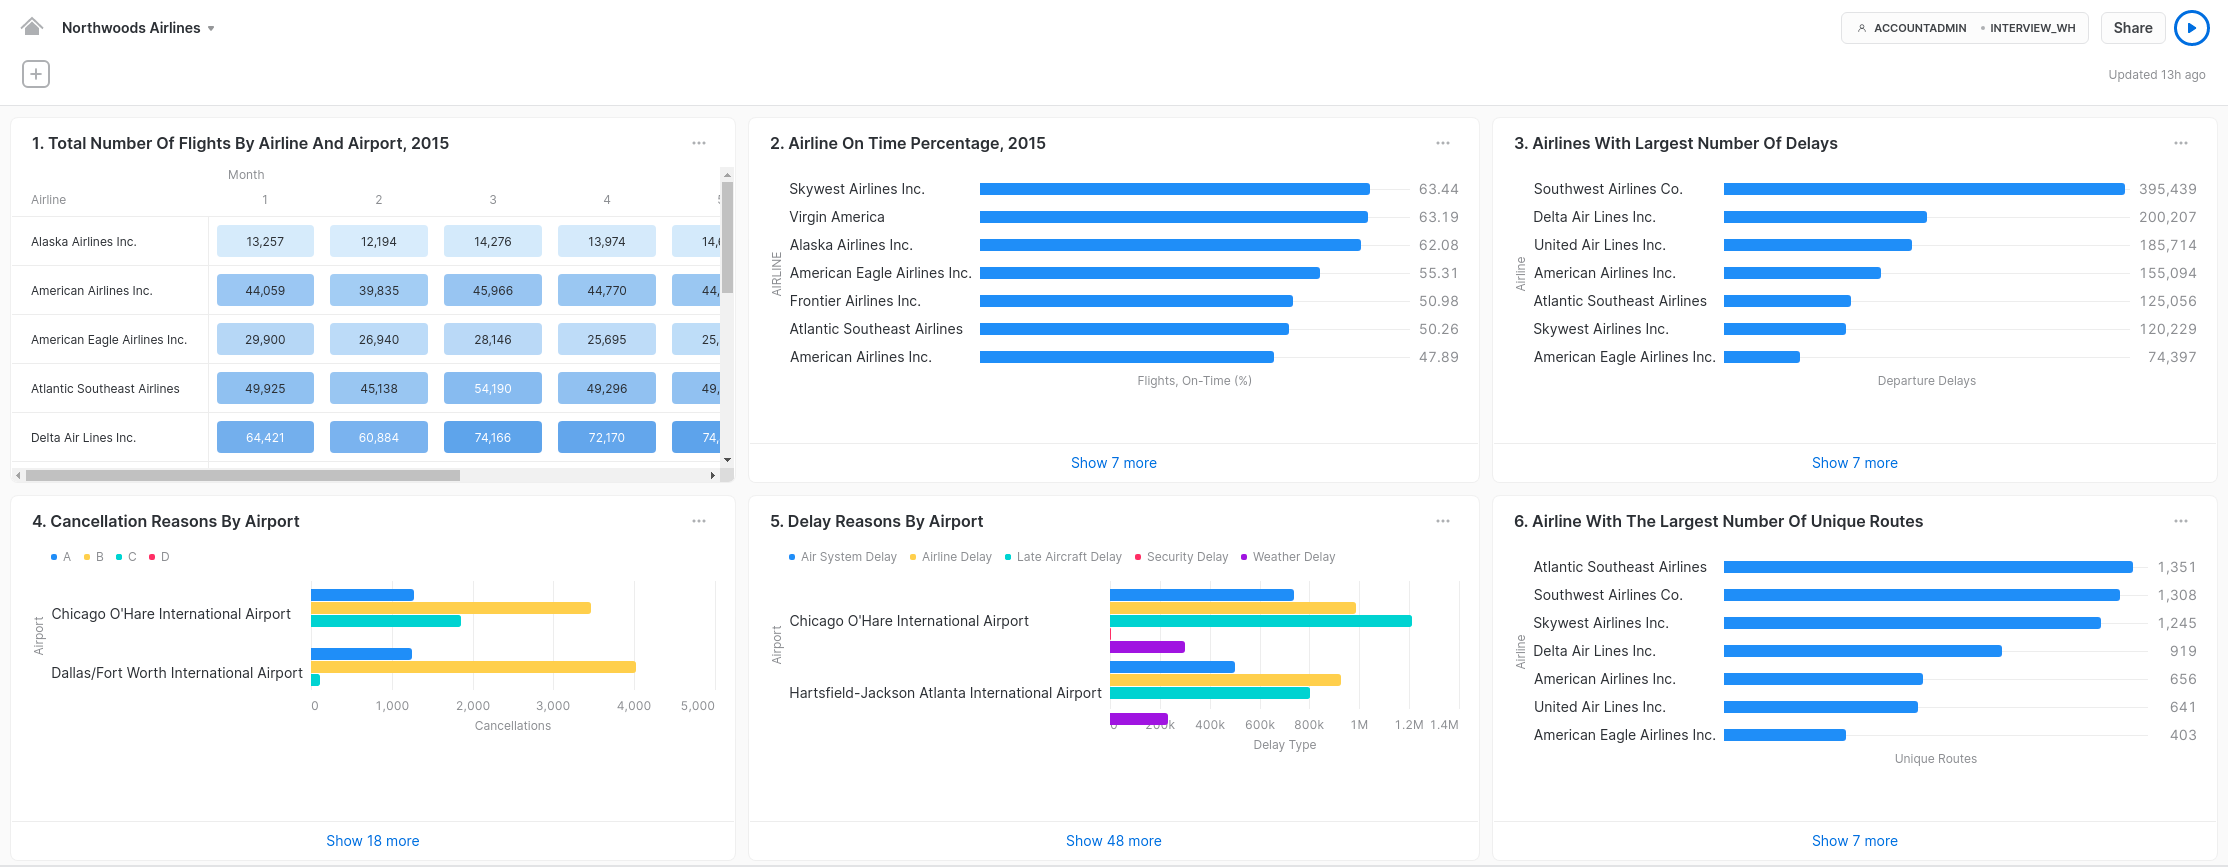 Northwoods Airlines
ACCOUNTADMIN • INTERVIEW_WH
Share
Updated 13h ago
1. Total Number Of Flights By Airline And Airport, 2015
Month
Airline 1 2 3 4
Alaska Airlines Inc. 13,257 12,194 14,276 13,974
American Airlines Inc. 44,059 39,835 45,966 44,770 44,
American Eagle Airlines Inc. 29,900 26,940 28,146 25,695 25,
Atlantic Southeast Airlines 49,925 45,138 54,190 49,296 49,
Delta Air Lines Inc. 64,421 60,884 74,166 72,170 74,
2. Airline On Time Percentage, 2015
AIRLINE
Skywest Airlines Inc. 63.44
Virgin America 63.19
Alaska Airlines Inc. 62.08
American Eagle Airlines Inc. 55.31
Frontier Airlines Inc. 50.98
Atlantic Southeast Airlines 50.26
American Airlines Inc. 47.89
Flights, On-Time (%)
Show 7 more
3. Airlines With Largest Number Of Delays
Airline
Southwest Airlines Co. 395,439
Delta Air Lines Inc. 200,207
United Air Lines Inc. 185,714
American Airlines Inc. 155,094
Atlantic Southeast Airlines 125,056
Skywest Airlines Inc. 120,229
American Eagle Airlines Inc. 74,397
Departure Delays
Show 7 more
4. Cancellation Reasons By Airport
A B C D
Airport
Chicago O'Hare International Airport
Dallas/Fort Worth International Airport
0 1,000 2,000 3,000 4,000 5,000
Cancellations
Show 18 more
5. Delay Reasons By Airport
Air System Delay Airline Delay Late Aircraft Delay Security Delay Weather Delay
Airport
Chicago O'Hare International Airport
Hartsfield-Jackson Atlanta International Airport
0 200k 400k 600k 800k 1M 1.2M 1.4M
Delay Type
Show 48 more
6. Airline With The Largest Number Of Unique Routes
Airline
Atlantic Southeast Airlines 1,351
Southwest Airlines Co. 1,308
Skywest Airlines Inc. 1,245
Delta Air Lines Inc. 919
American Airlines Inc. 656
United Air Lines Inc. 641
American Eagle Airlines Inc. 403
Unique Routes
Show 7 more